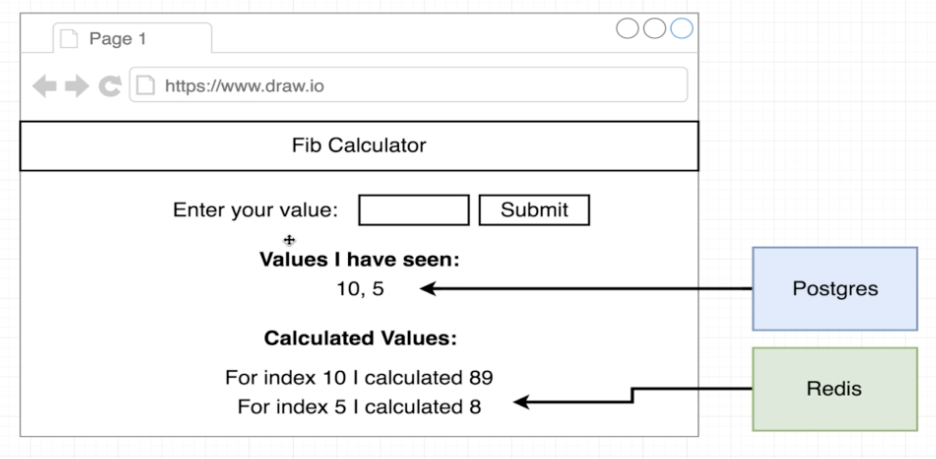 Page 1
https://www.draw.io
Fib Calculator
Enter your value: Submit
Values I have seen:
10, 5
Postgres
Calculated Values:
For index 10 I calculated 89
For index 5 I calculated 8
Redis